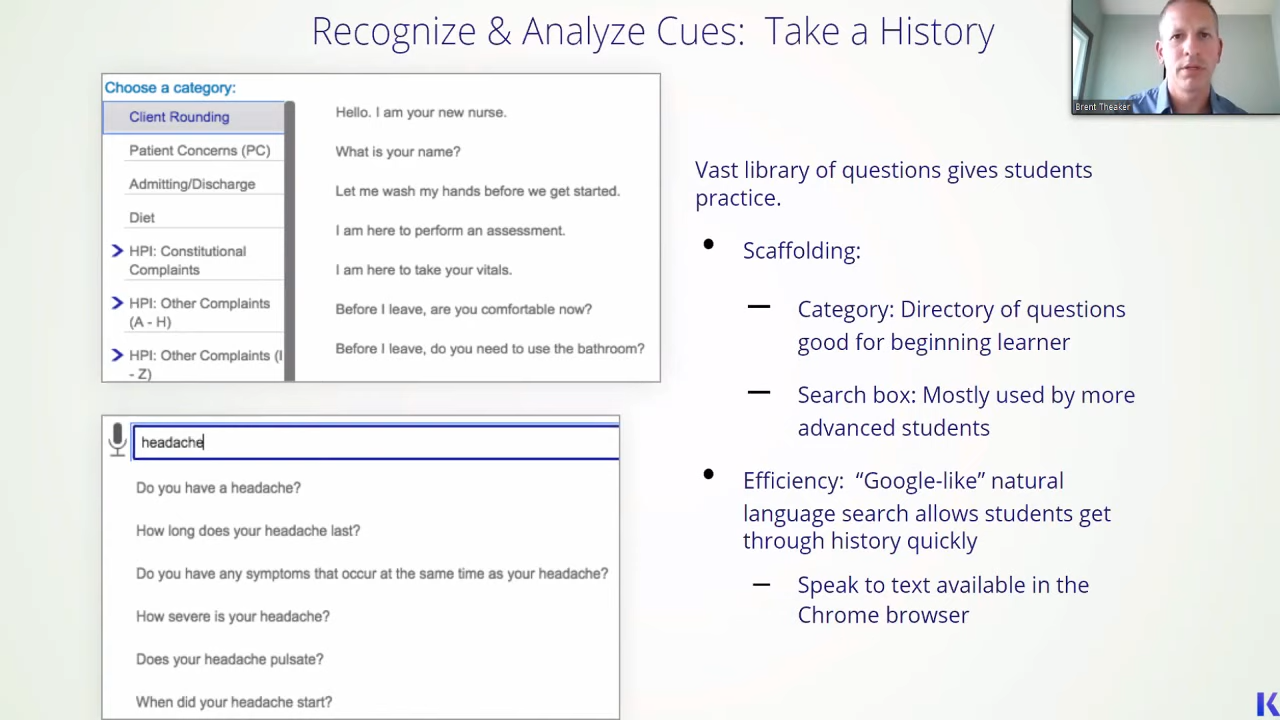 Recognize & Analyze Cues: Take a History
Brent Theaker
Choose a category:
Client Rounding
Patient Concerns (PC)
Admitting/Discharge
Diet
HPI: Constitutional
Complaints
HPI: Other Complaints
(A - H)
HPI: Other Complaints (I
- Z)
Hello. I am your new nurse.
What is your name?
Let me wash my hands before we get started.
I am here to perform an assessment.
I am here to take your vitals.
Before I leave, are you comfortable now?
Before I leave, do you need to use the bathroom?
headache
Do you have a headache?
How long does your headache last?
Do you have any symptoms that occur at the same time as your headache?
How severe is your headache?
Does your headache pulsate?
When did your headache start?
Vast library of questions gives students
practice.
• Scaffolding:
— Category: Directory of questions
good for beginning learner
— Search box: Mostly used by more
advanced students
• Efficiency: “Google-like” natural
language search allows students get
through history quickly
— Speak to text available in the
Chrome browser
K